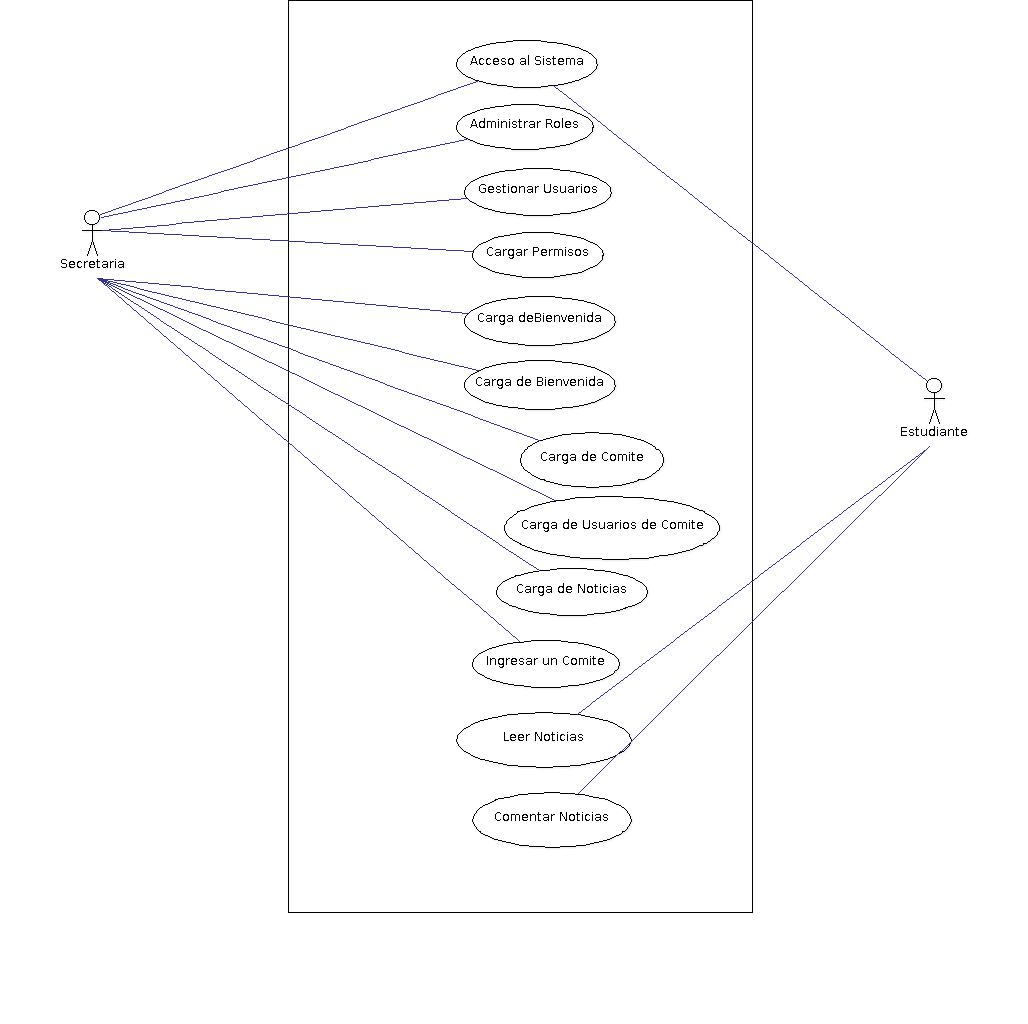 Acceso al Sistema
Administrar Roles
Gestionar Usuarios
Secretaria
Cargar Permisos
Carga deBienvenida
Carga de Bienvenida
Estudiante
Carga de Comite
Carga de Usuarios de Comite
Carga de Noticias
Ingresar un Comite
Leer Noticias
Comentar Noticias